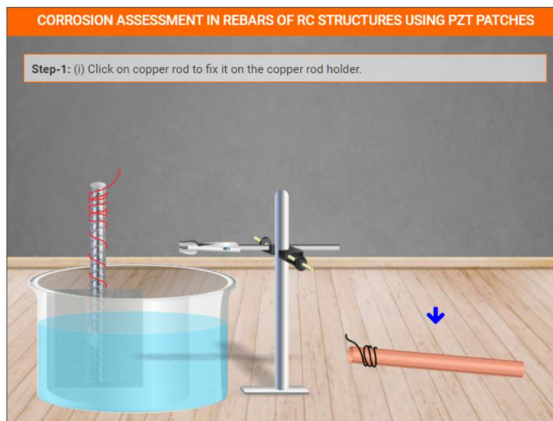 CORROSION ASSESSMENT IN REBARS OF RC STRUCTURES USING PZT PATCHES
Step-1: (i) Click on copper rod to fix it on the copper rod holder.